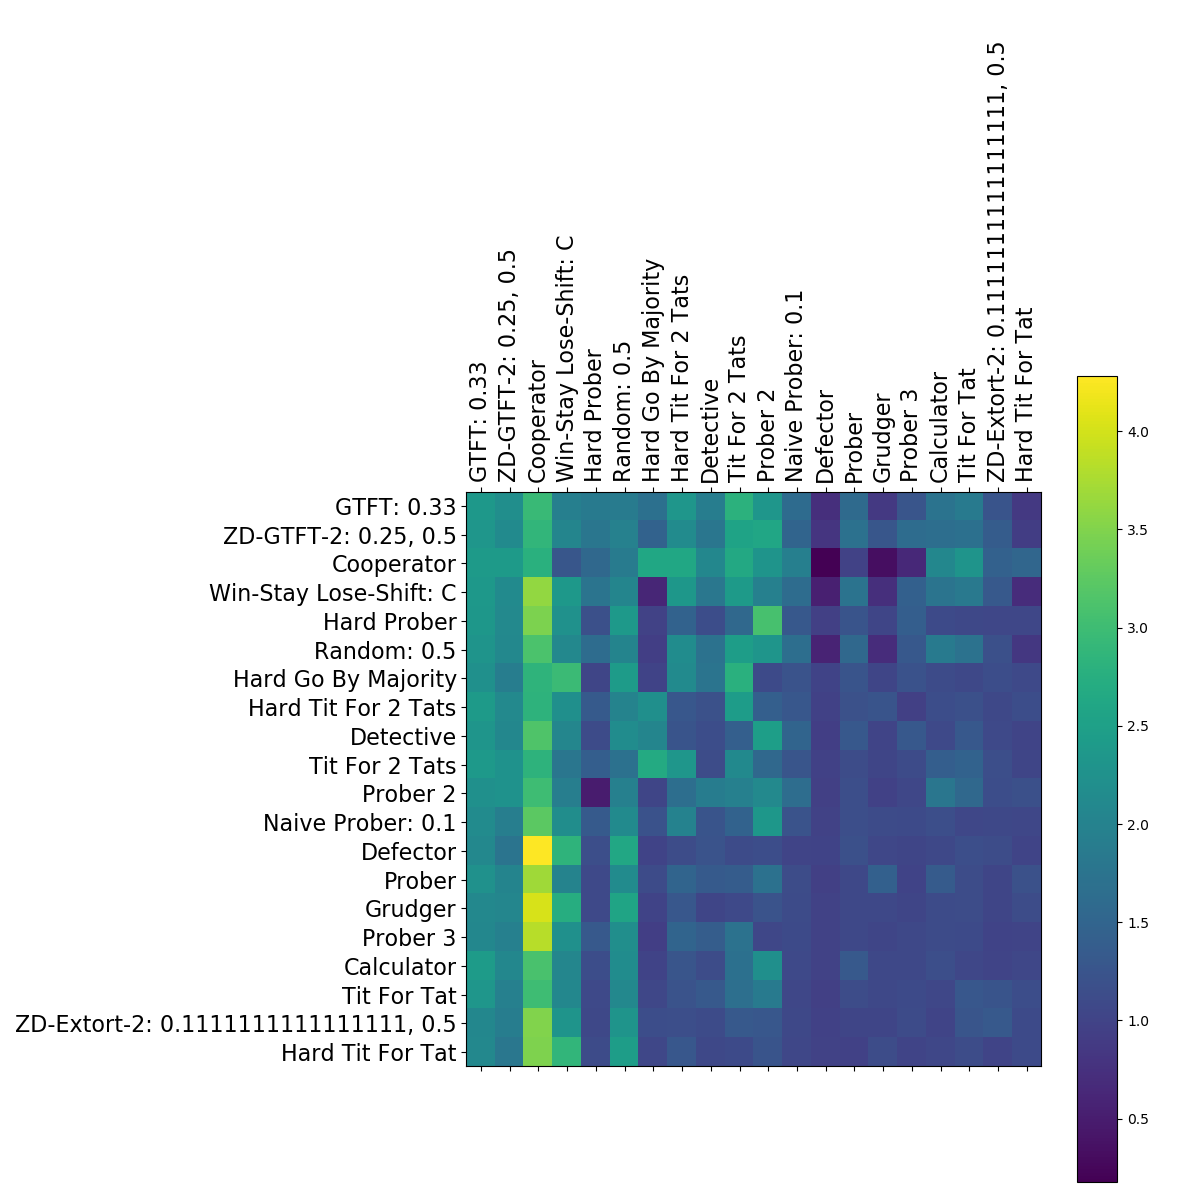 GTFT: 0.33
ZD-GTFT-2: 0.25, 0.5
Cooperator
Win-Stay Lose-Shift: C
Hard Prober
Random: 0.5
Hard Go By Majority
Hard Tit For 2 Tats
Detective
Tit For 2 Tats
Prober 2
Naive Prober: 0.1
Defector
Prober
Grudger
Prober 3
Calculator
Tit For Tat
ZD-Extort-2: 0.1111111111111111, 0.5
Hard Tit For Tat
GTFT: 0.33
ZD-GTFT-2: 0.25, 0.5
Cooperator
Win-Stay Lose-Shift: C
Hard Prober
Random: 0.5
Hard Go By Majority
Hard Tit For 2 Tats
Detective
Tit For 2 Tats
Prober 2
Naive Prober: 0.1
Defector
Prober
Grudger
Prober 3
Calculator
Tit For Tat
ZD-Extort-2: 0.1111111111111111, 0.5
Hard Tit For Tat
4.0
3.5
3.0
2.5
2.0
1.5
1.0
0.5